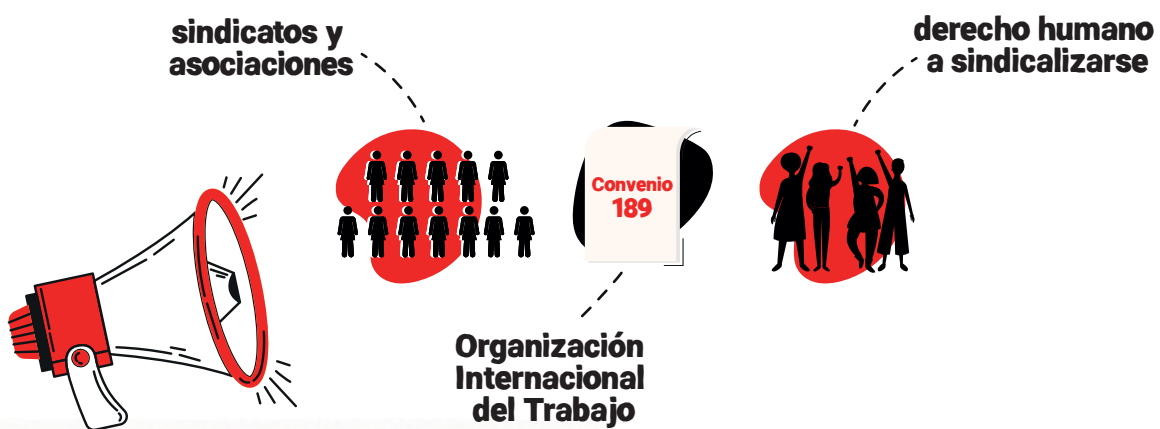 sindicatos y
asociaciones
derecho humano
a sindicalizarse
Convenio
189
Organización
Internacional
del Trabajo